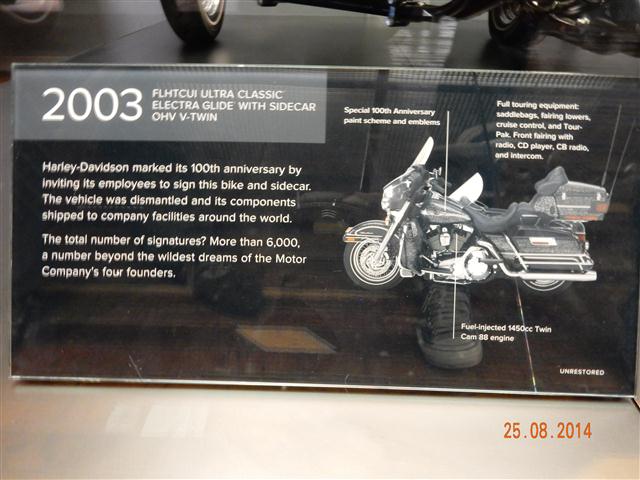 2003
FLHTCUI ULTRA CLASSIC®
ELECTRA GLIDE® WITH SIDECAR
OHV V-TWIN
Harley-Davidson marked its 100th anniversary by
inviting its employees to sign this bike and sidecar.
The vehicle was dismantled and its components
shipped to company facilities around the world.
The total number of signatures? More than 6,000,
a number beyond the wildest dreams of the Motor
Company's four founders.
Special 100th Anniversary
paint scheme and emblems
Full touring equipment:
saddlebags, fairing lowers,
cruise control, and Tour-
Pak. Front fairing with
radio, CD player, CB radio,
and intercom.
Fuel-injected 1450cc Twin
Cam 88 engine
UNRESTORED
25.08.2014